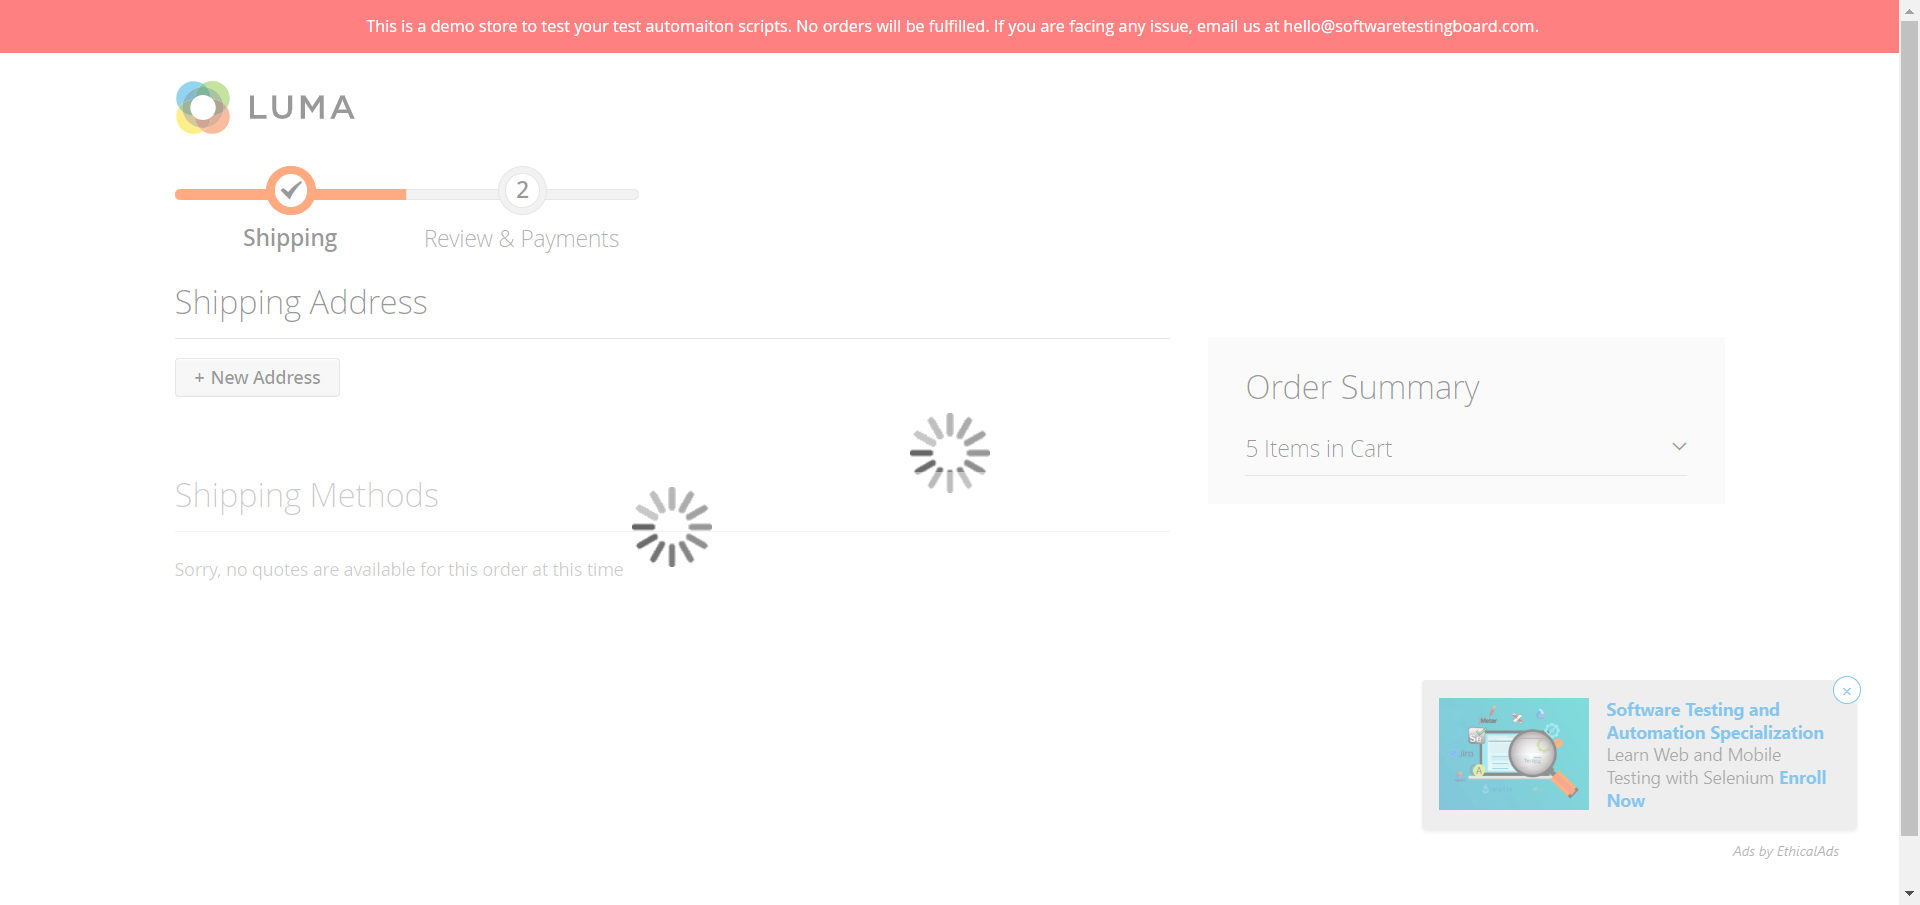 This is a demo store to test your test automaiton scripts. No orders will be fulfilled. If you are facing any issue, email us at hello@softwaretestingboard.com.
LUMA
2
Shipping
Review & Payments
Shipping Address
+ New Address
Order Summary
5 Items in Cart
Shipping Methods
Sorry, no quotes are available for this order at this time
×
Software Testing and
Automation Specialization
Learn Web and Mobile
Testing with Selenium Enroll
Now
Meter
Se
Jira
A
Ads by EthicalAds